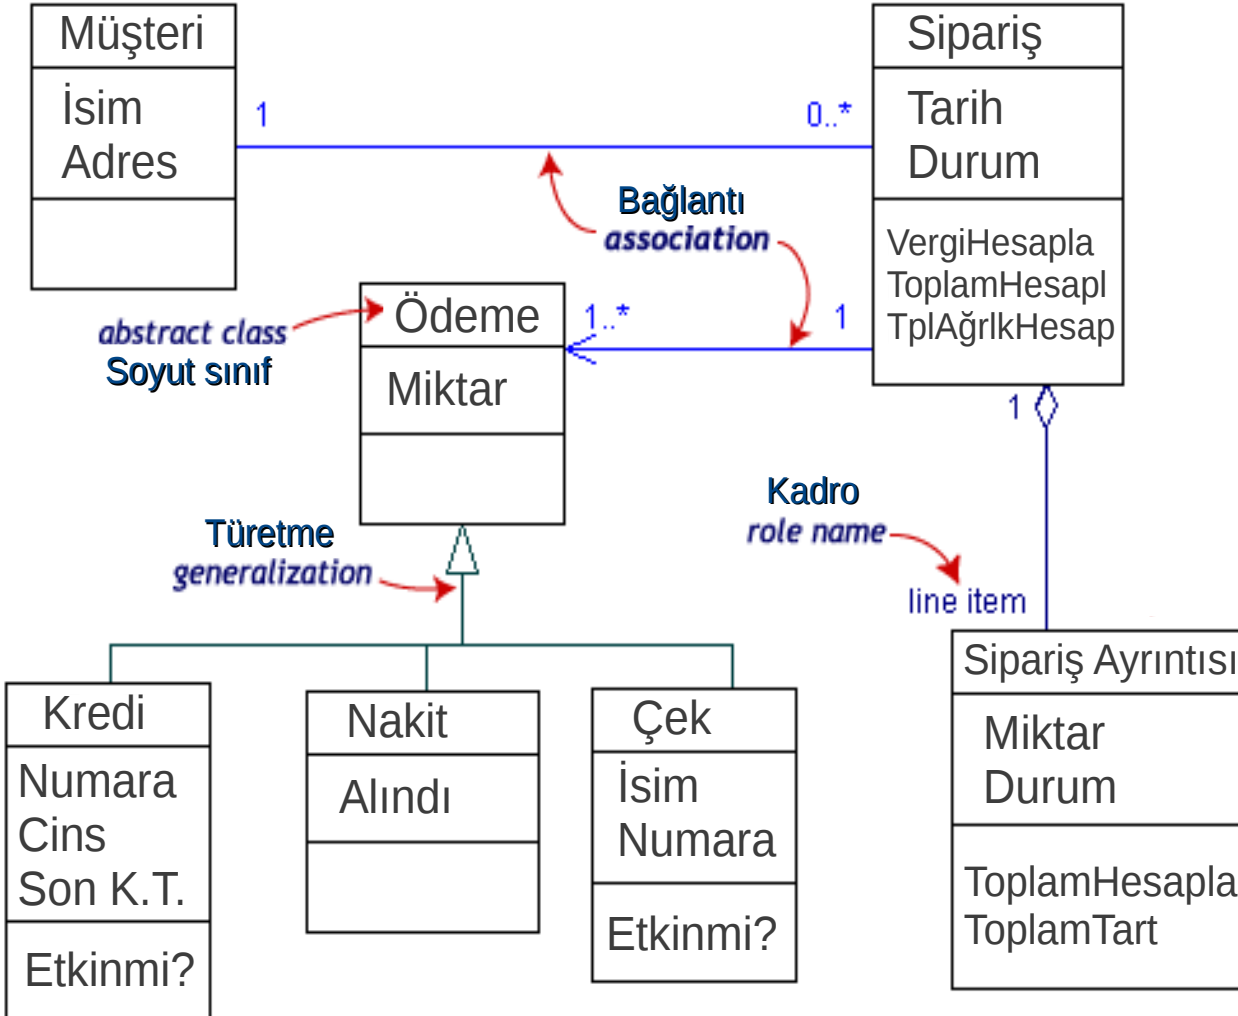 Müşteri
İsim
Adres
1
0..*
Sipariş
Tarih
Durum
VergiHesapla
ToplamHesapl
TplAğrlkHesap
Bağlantı
association
abstract class
Soyut sınıf
Ödeme
Miktar
1..*
1
1
Kadro
role name
line item
Türetme
generalization
Kredi
Numara
Cins
Son K.T.
Etkinmi?
Nakit
Alındı
Çek
İsim
Numara
Etkinmi?
Sipariş Ayrıntısı
Miktar
Durum
ToplamHesapla
ToplamTart